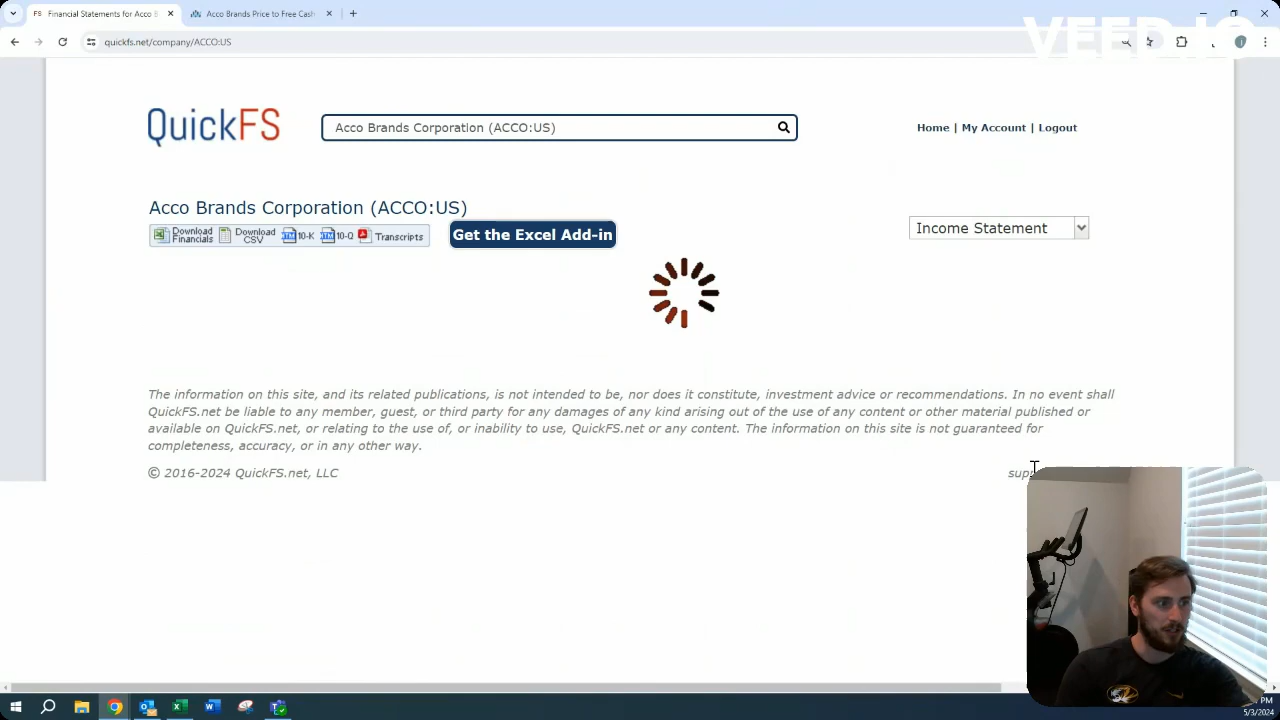 Financial Statements for Acco B
Acco Brands Price to Free Cash
quickfs.net/company/ACCO:US
VEED.IO
QuickFS
Acco Brands Corporation (ACCO:US)
Home | My Account | Logout
Acco Brands Corporation (ACCO:US)
Download Financials
Download CSV
10-K
10-Q
Transcripts
Get the Excel Add-in
Income Statement
The information on this site, and its related publications, is not intended to be, nor does it constitute, investment advice or recommendations. In no event shall
QuickFS.net be liable to any member, guest, or third party for any damages of any kind arising out of the use of any content or other material published or
available on QuickFS.net, or relating to the use of, or inability to use, QuickFS.net or any content. The information on this site is not guaranteed for
completeness, accuracy, or in any other way.
© 2016-2024 QuickFS.net, LLC
PM
5/3/2024